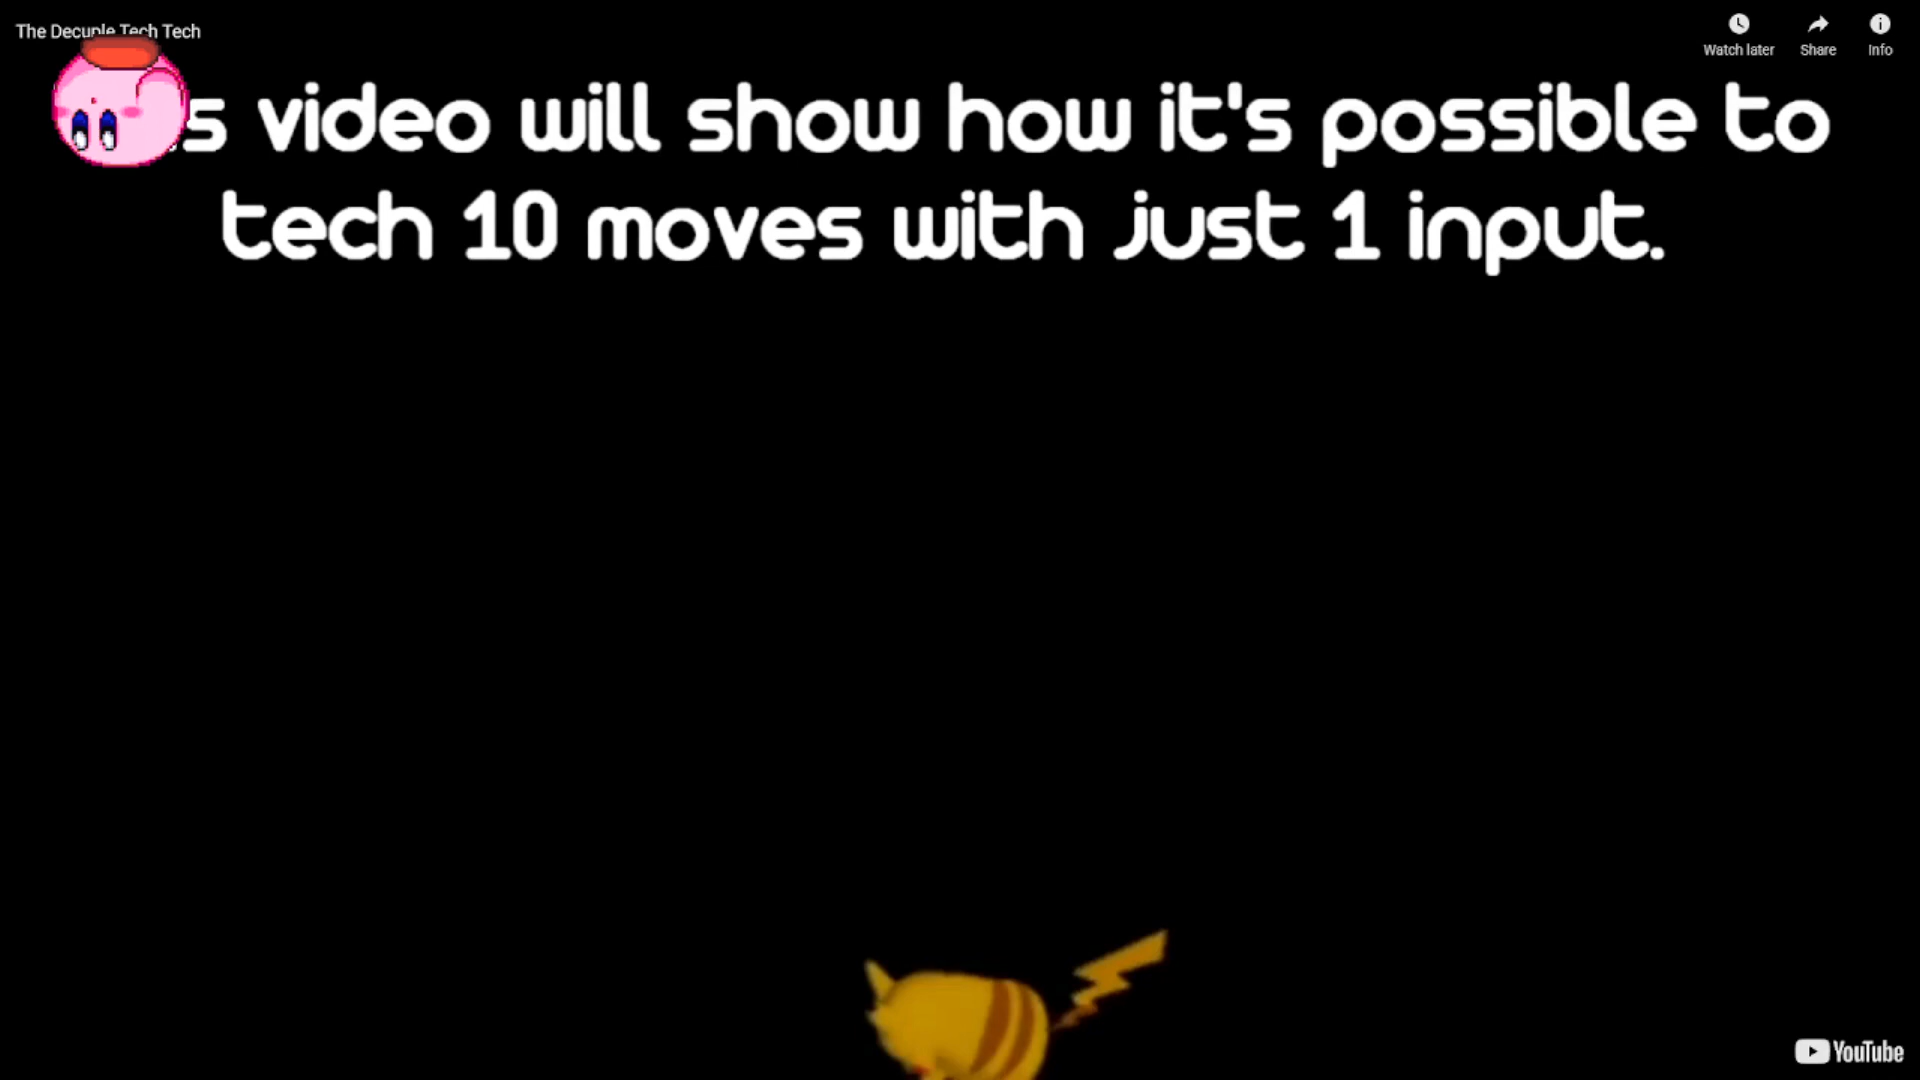 The Decuple Tech Tech
Watch later
Share
Info
video will show how it's possible to
tech 10 moves with just 1 input.
YouTube